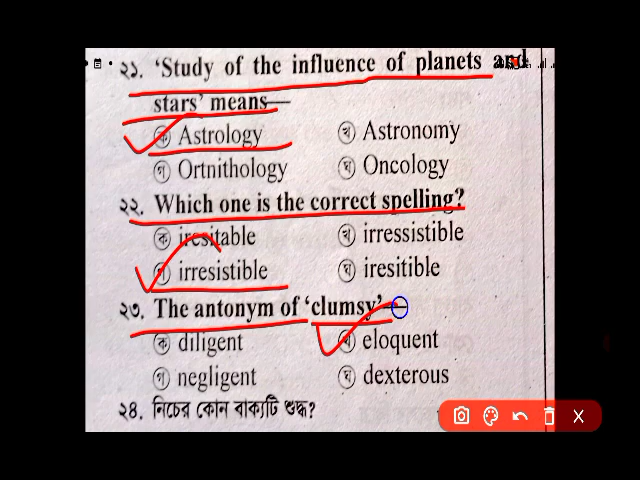 ২১. 'Study of the influence of planets and
stars' means—
ক Astrology খ Astronomy
গ Ortnithology ঘ Oncology
২২. Which one is the correct spelling?
ক iresitable খ irressistible
গ irresistible ঘ iresitible
২৩. The antonym of 'clumsy'—
ক diligent খ eloquent
গ negligent ঘ dexterous
২৪. নিচের কোন বাক্যটি শুদ্ধ?